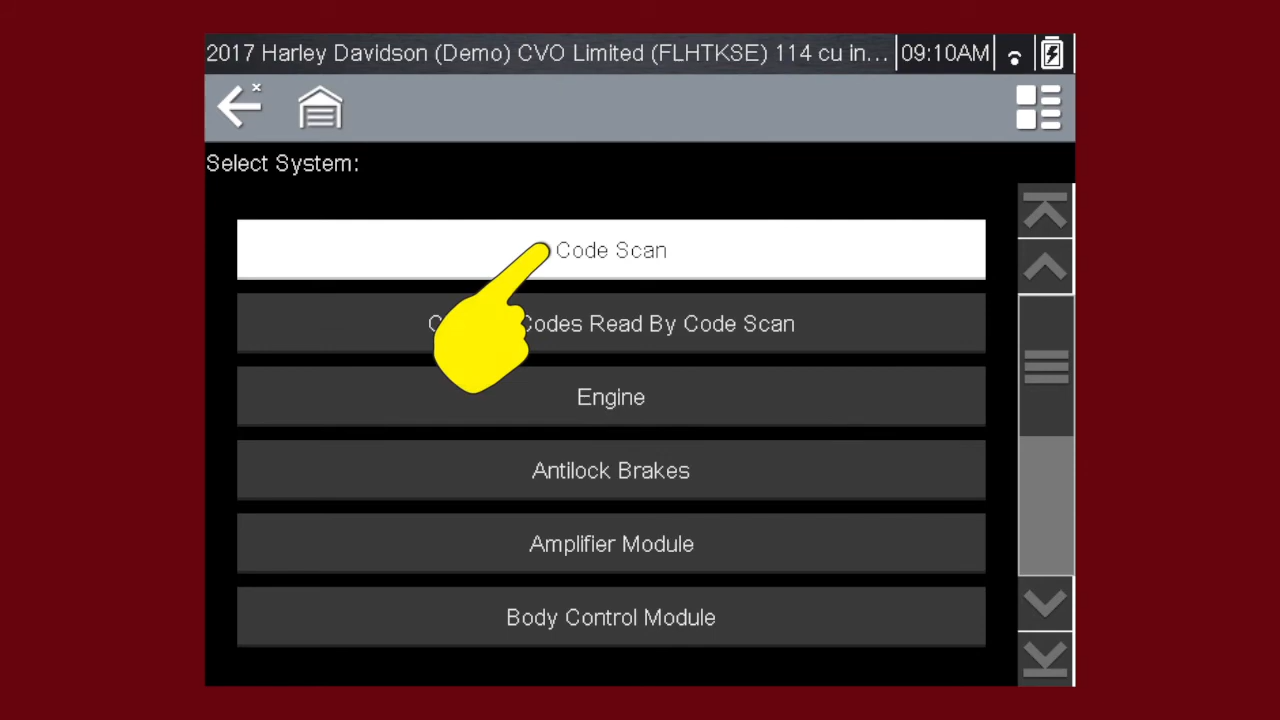 2017 Harley Davidson (Demo) CVO Limited (FLHTKSE) 114 cu in... 09:10AM
Select System:
Code Scan
Codes Read By Code Scan
Engine
Antilock Brakes
Amplifier Module
Body Control Module